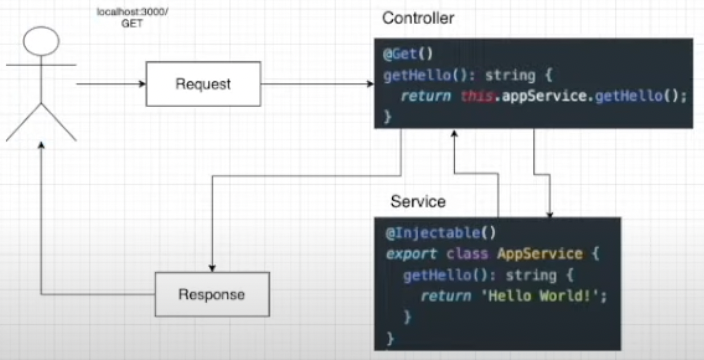 localhost:3000/
GET
Request
Controller
@Get()
getHello(): string {
return this.appService.getHello();
}
Service
@Injectable()
export class AppService {
getHello(): string {
return 'Hello World!';
}
}
Response